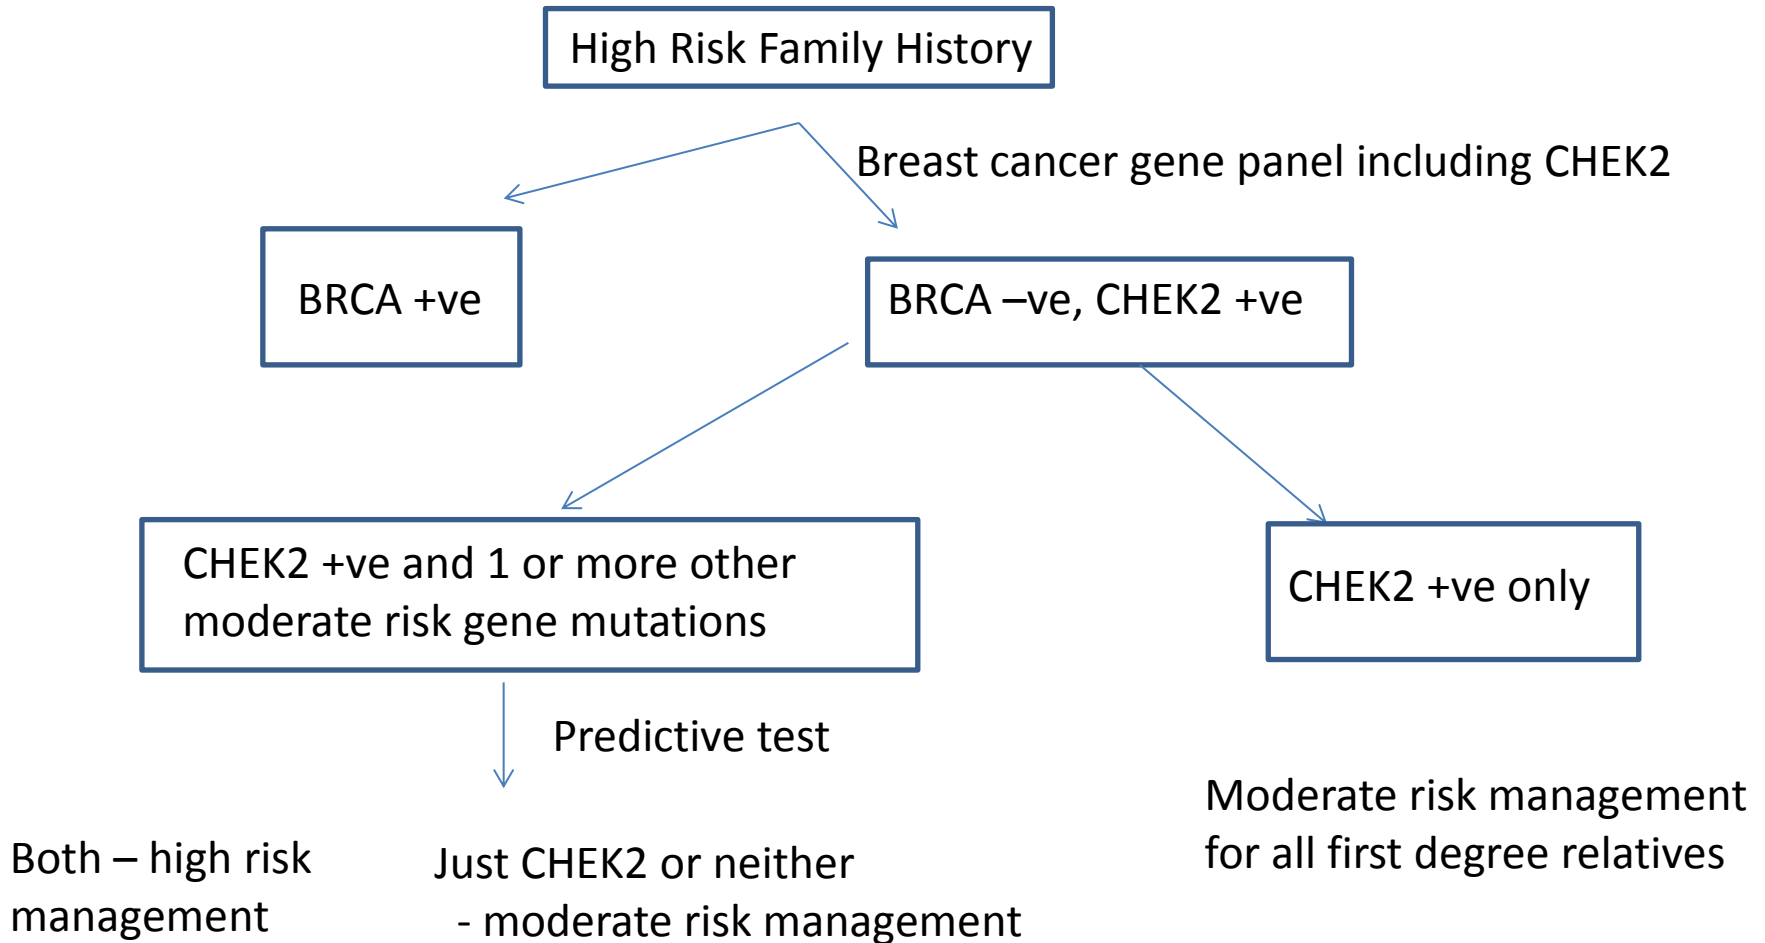 High Risk Family History
Breast cancer gene panel including CHEK2
BRCA +ve
BRCA –ve, CHEK2 +ve
CHEK2 +ve and 1 or more other
moderate risk gene mutations
CHEK2 +ve only
Predictive test
Moderate risk management
for all first degree relatives
Both – high risk
management
Just CHEK2 or neither
- moderate risk management